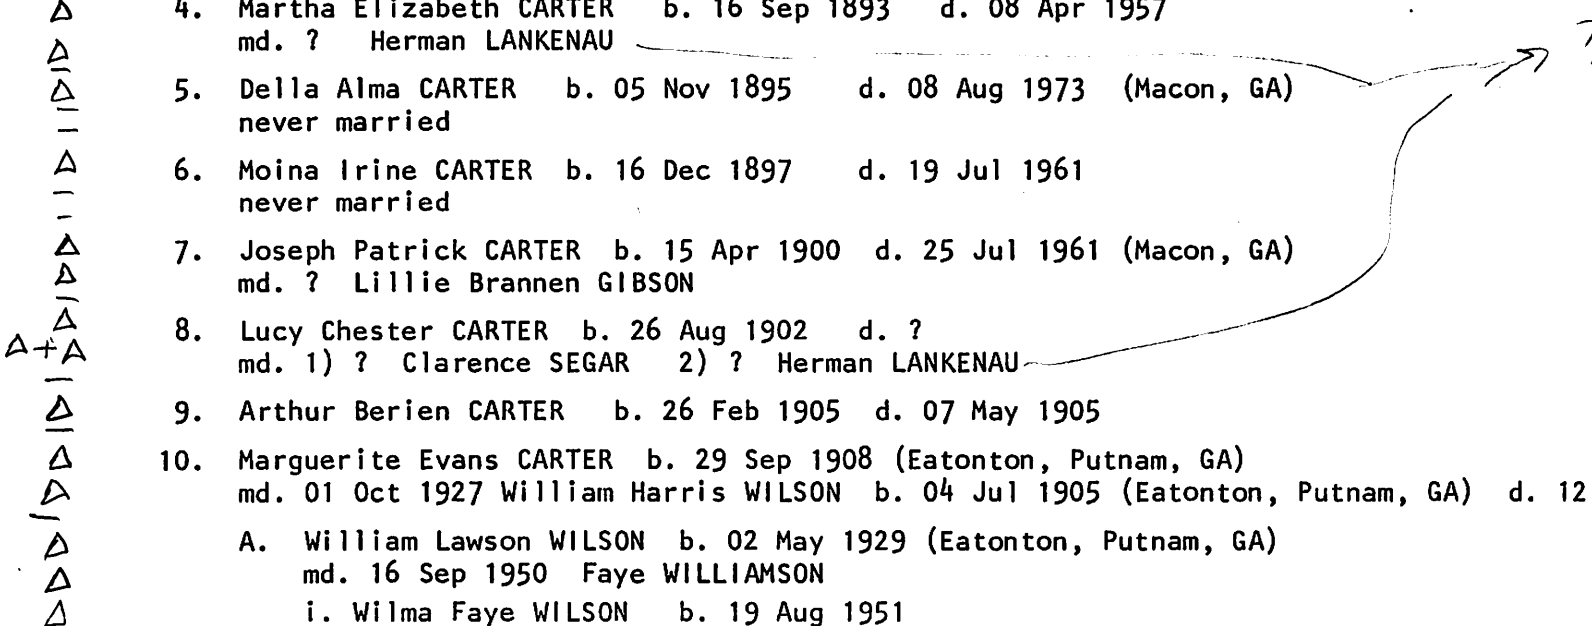 4. Martha Elizabeth CARTER b. 16 Sep 1893 d. 08 Apr 1957
md. ? Herman LANKENAU
?
5. Della Alma CARTER b. 05 Nov 1895 d. 08 Aug 1973 (Macon, GA)
never married
6. Moina Irine CARTER b. 16 Dec 1897 d. 19 Jul 1961
never married
7. Joseph Patrick CARTER b. 15 Apr 1900 d. 25 Jul 1961 (Macon, GA)
md. ? Lillie Brannen GIBSON
8. Lucy Chester CARTER b. 26 Aug 1902 d. ?
md. 1) ? Clarence SEGAR 2) ? Herman LANKENAU
9. Arthur Berien CARTER b. 26 Feb 1905 d. 07 May 1905
10. Marguerite Evans CARTER b. 29 Sep 1908 (Eatonton, Putnam, GA)
md. 01 Oct 1927 William Harris WILSON b. 04 Jul 1905 (Eatonton, Putnam, GA) d. 12
A. William Lawson WILSON b. 02 May 1929 (Eatonton, Putnam, GA)
md. 16 Sep 1950 Faye WILLIAMSON
i. Wilma Faye WILSON b. 19 Aug 1951